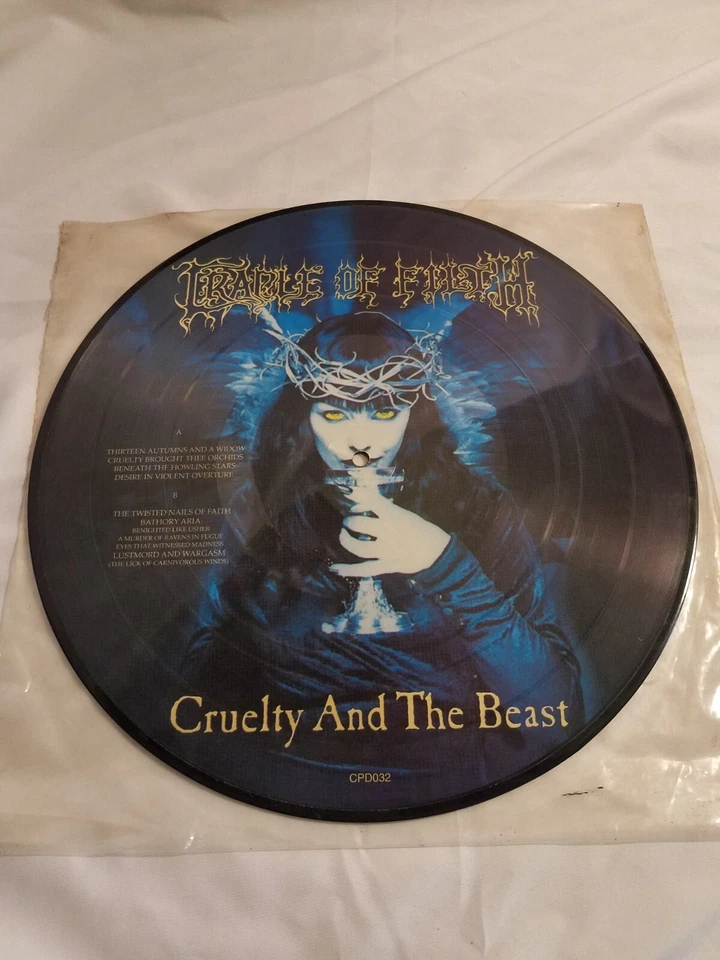 CRADLE OF FILTH
A
THIRTEEN AUTUMNS AND A WIDOW
CRUELTY BROUGHT THEE ORCHIDS
BENEATH THE HOWLING STARS
DESIRE IN VIOLENT OVERTURE
B
THE TWISTED NAILS OF FAITH
BATHORY ARIA
BENIGHTED LIKE USHER
A MURDER OF RAVENS IN FUGUE
EYES THAT WITNESSED MADNESS
LUSTMORD AND WARGASM
(THE LICK OF CARNIVOROUS WINDS)
Cruelty And The Beast
CPD032